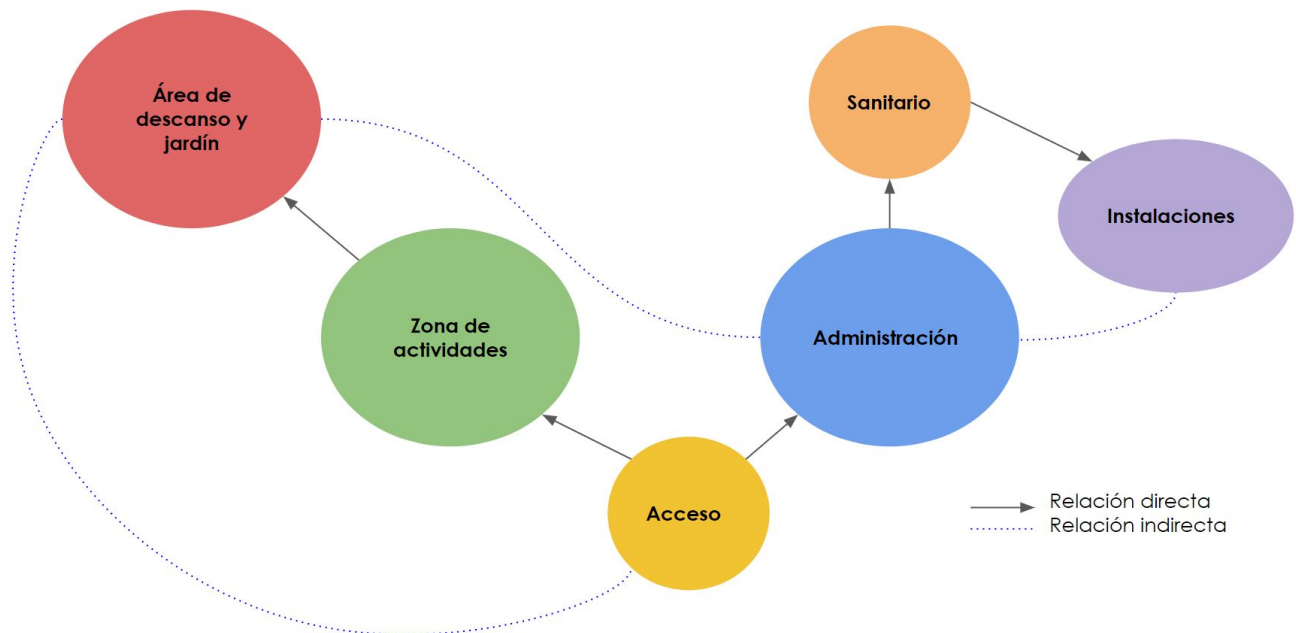 Área de
descanso y
jardín
Sanitario
Instalaciones
Zona de
actividades
Administración
Acceso
Relación directa
Relación indirecta